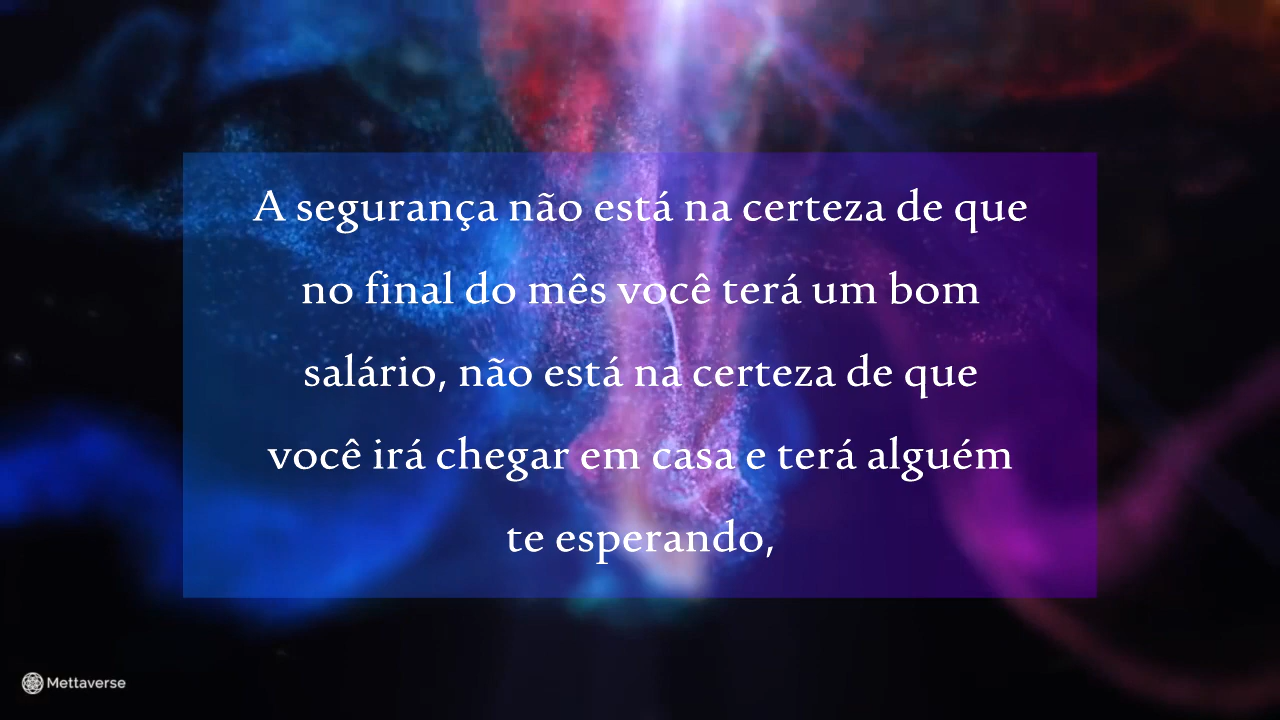 A segurança não está na certeza de que
no final do mês você terá um bom
salário, não está na certeza de que
você irá chegar em casa e terá alguém
te esperando,
Mettaverse